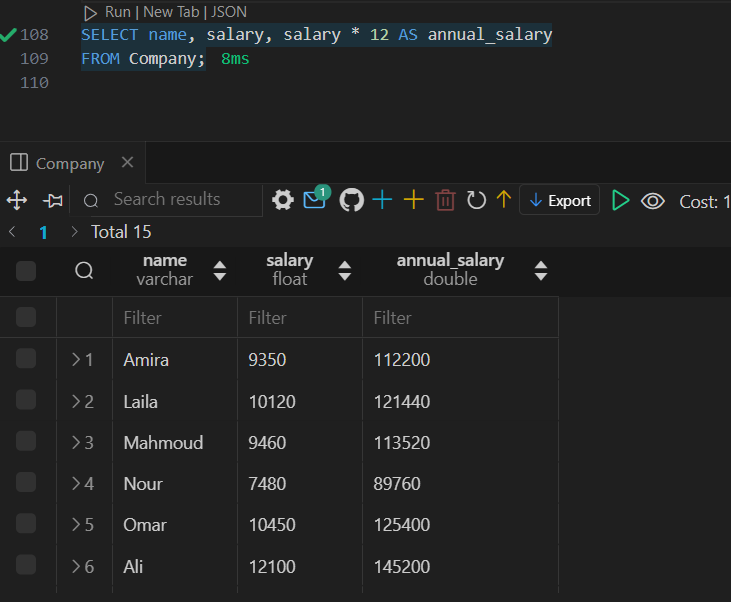 Run | New Tab | JSON
108 SELECT name, salary, salary * 12 AS annual_salary
109 FROM Company; 8ms
110
Company
Search results 1 Export Cost: 1
1 Total 15
name salary annual_salary
varchar float double
Filter Filter Filter
1 Amira 9350 112200
2 Laila 10120 121440
3 Mahmoud 9460 113520
4 Nour 7480 89760
5 Omar 10450 125400
6 Ali 12100 145200